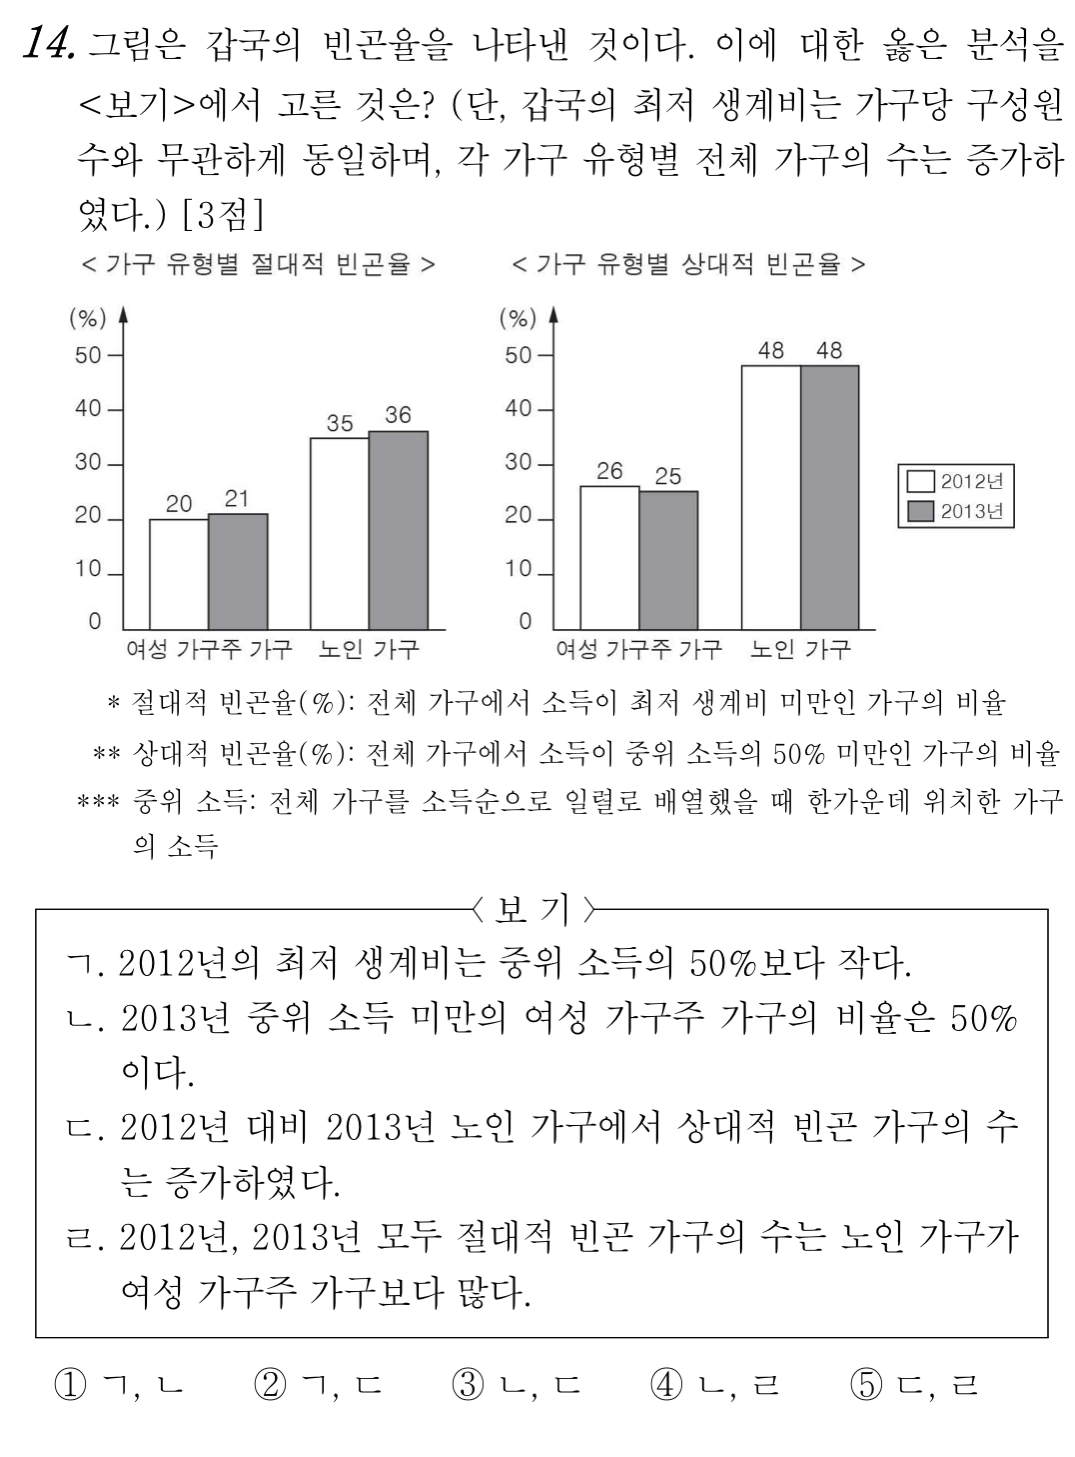 14. 그림은 갑국의 빈곤율을 나타낸 것이다. 이에 대한 옳은 분석을
<보기>에서 고른 것은? (단, 갑국의 최저 생계비는 가구당 구성원
수와 무관하게 동일하며, 각 가구 유형별 전체 가구의 수는 증가하
였다.) [3점]
< 가구 유형별 절대적 빈곤율 >
(%)
50
40
30
20
10
0
20
21
35
36
여성 가구주 가구
노인 가구
< 가구 유형별 상대적 빈곤율 >
(%)
50
40
30
20
10
0
26
25
48
48
여성 가구주 가구
노인 가구
2012년
2013년
* 절대적 빈곤율(%): 전체 가구에서 소득이 최저 생계비 미만인 가구의 비율
** 상대적 빈곤율(%): 전체 가구에서 소득이 중위 소득의 50% 미만인 가구의 비율
*** 중위 소득: 전체 가구를 소득순으로 일렬로 배열했을 때 한가운데 위치한 가구
의 소득
<보 기>
ㄱ. 2012년의 최저 생계비는 중위 소득의 50%보다 작다.
ㄴ. 2013년 중위 소득 미만의 여성 가구주 가구의 비율은 50%
이다.
ㄷ. 2012년 대비 2013년 노인 가구에서 상대적 빈곤 가구의 수
는 증가하였다.
ㄹ. 2012년, 2013년 모두 절대적 빈곤 가구의 수는 노인 가구가
여성 가구주 가구보다 많다.
① ㄱ, ㄴ ② ㄱ, ㄷ ③ ㄴ, ㄷ ④ ㄴ, ㄹ ⑤ ㄷ, ㄹ